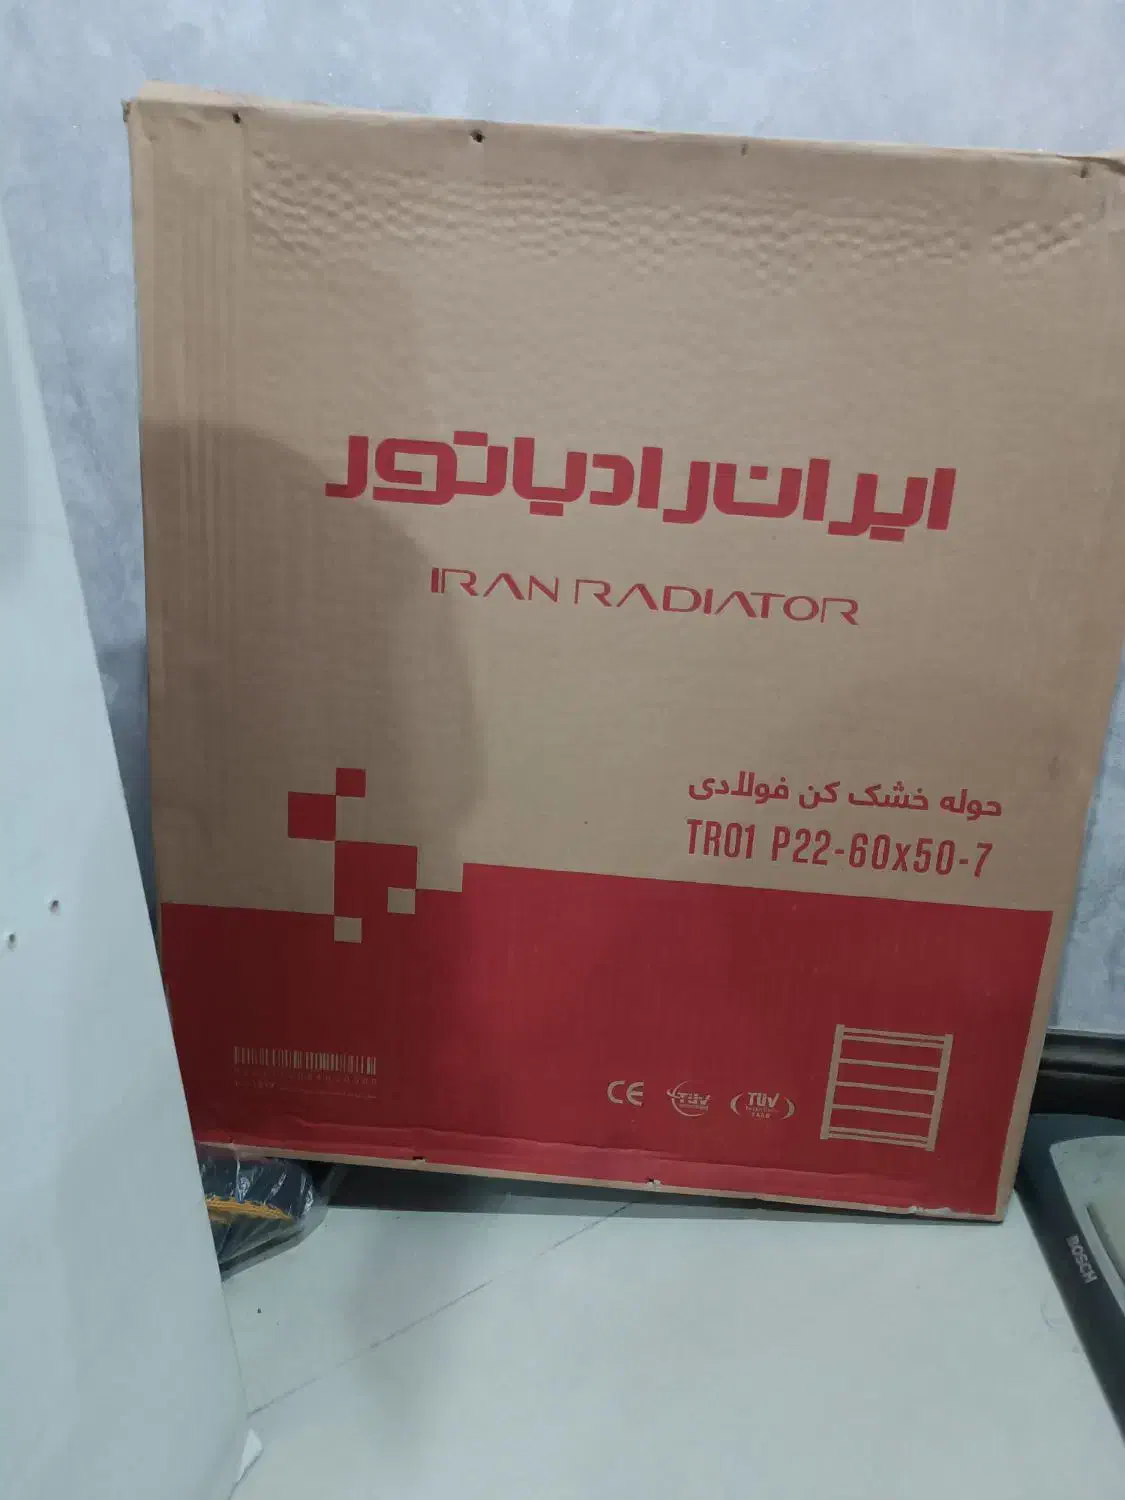 ایران رادیاتور
IRAN RADIATOR
حوله خشک کن فولادی
TR01 P22-60x50-7
CE
TÜV
TÜV
BOSCH